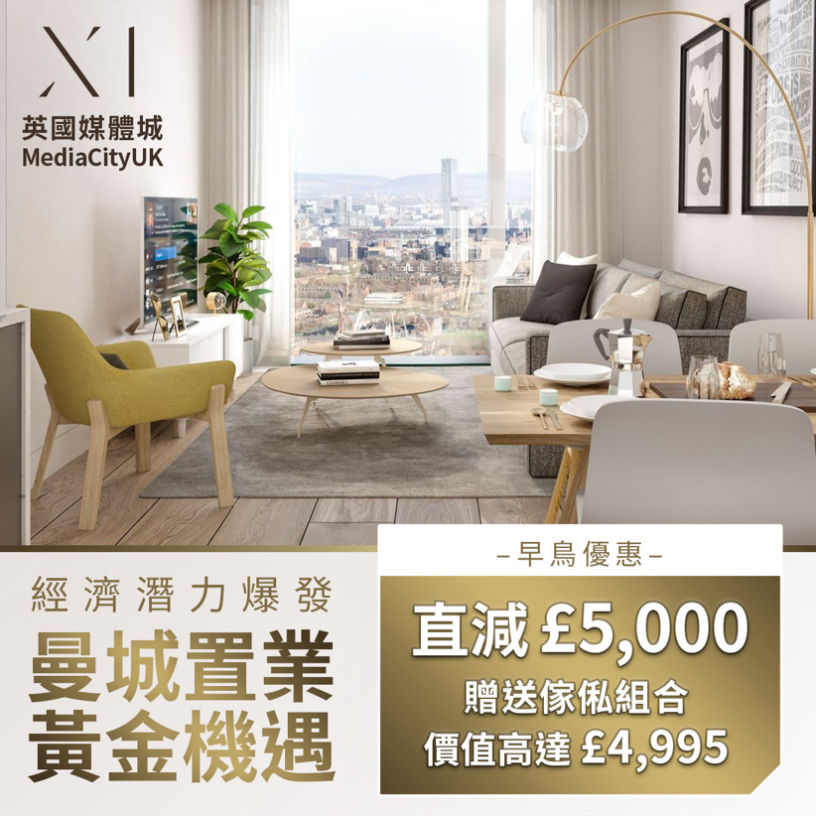 XI
英國媒體城
MediaCityUK
經濟潛力爆發
曼城置業
黃金機遇
–早鳥優惠–
直減 £5,000
贈送傢俬組合
價值高達 £4,995